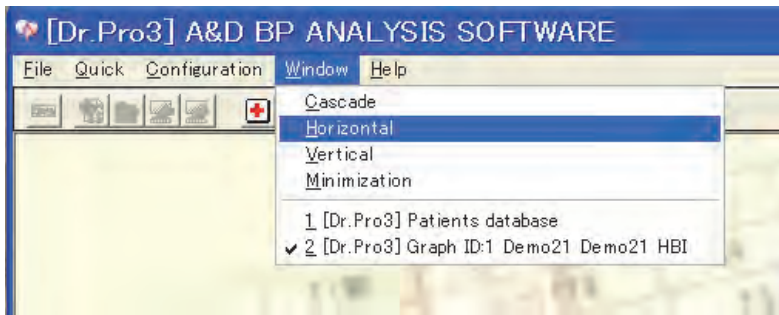 [Dr.Pro3] A&D BP ANALYSIS SOFTWARE
File Quick Configuration Window Help
Cascade
Horizontal
Vertical
Minimization
1 [Dr.Pro3] Patients database
✓ 2 [Dr.Pro3] Graph ID:1 Demo21 Demo21 HBI